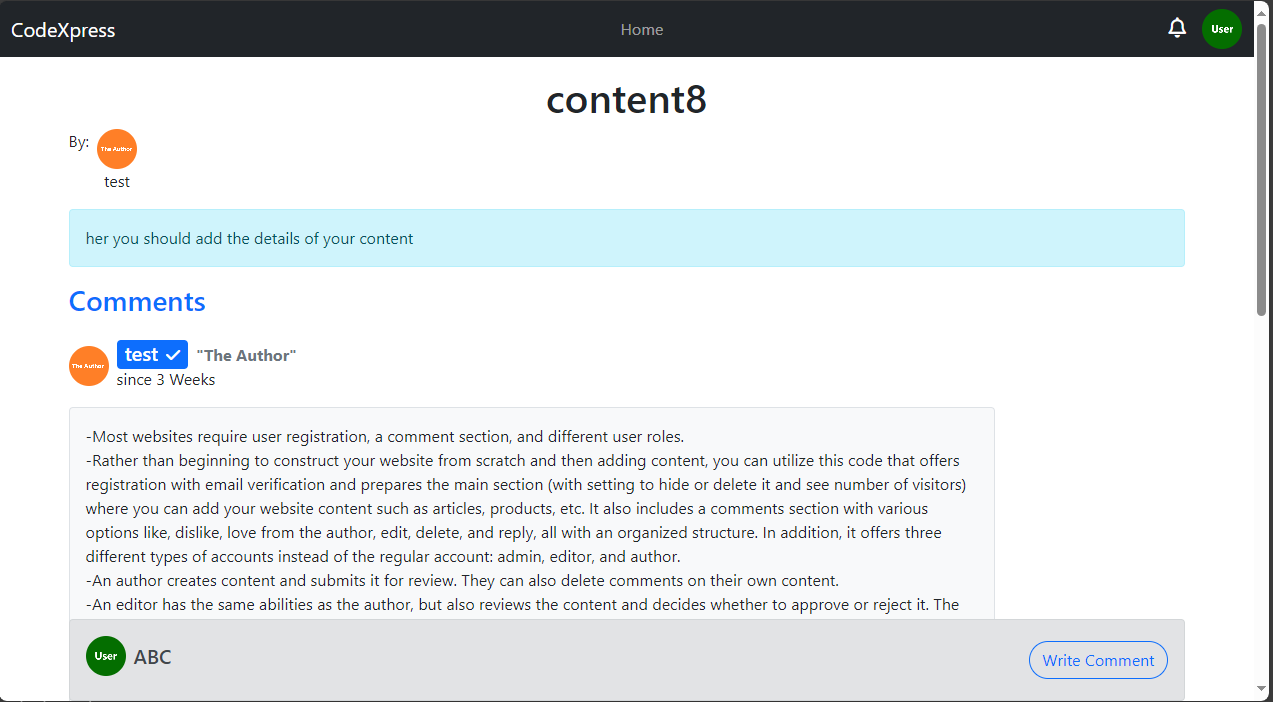 CodeXpress Home User
content8
By: The Author
test
her you should add the details of your content
Comments
The Author test "The Author"
since 3 Weeks
-Most websites require user registration, a comment section, and different user roles.
-Rather than beginning to construct your website from scratch and then adding content, you can utilize this code that offers
registration with email verification and prepares the main section (with setting to hide or delete it and see number of visitors)
where you can add your website content such as articles, products, etc. It also includes a comments section with various
options like, dislike, love from the author, edit, delete, and reply, all with an organized structure. In addition, it offers three
different types of accounts instead of the regular account: admin, editor, and author.
-An author creates content and submits it for review. They can also delete comments on their own content.
-An editor has the same abilities as the author, but also reviews the content and decides whether to approve or reject it. The
User ABC Write Comment